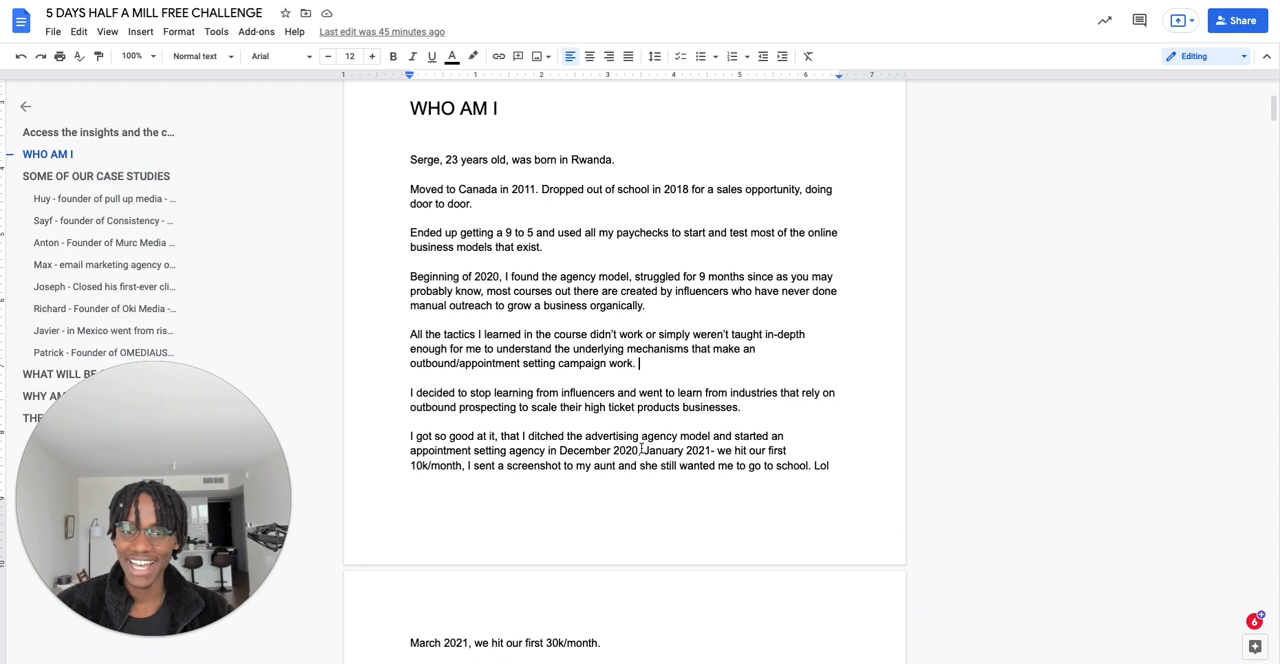 5 DAYS HALF A MILL FREE CHALLENGE
File Edit View Insert Format Tools Add-ons Help Last edit was 45 minutes ago
Share
100% Normal text Arial 12 B I U A
Editing
1 1 2 3 4 5 6 7
Access the insights and the c...
WHO AM I
SOME OF OUR CASE STUDIES
Huy - founder of pull up media - ...
Sayf - founder of Consistency - ...
Anton - Founder of Murc Media ...
Max - email marketing agency o...
Joseph - Closed his first-ever cli...
Richard - Founder of Oki Media -...
Javier - in Mexico went from ris...
Patrick - Founder of OMEDIAUS...
WHAT WILL BE
WHY AM
THE
WHO AM I
Serge, 23 years old, was born in Rwanda.
Moved to Canada in 2011. Dropped out of school in 2018 for a sales opportunity, doing
door to door.
Ended up getting a 9 to 5 and used all my paychecks to start and test most of the online
business models that exist.
Beginning of 2020, I found the agency model, struggled for 9 months since as you may
probably know, most courses out there are created by influencers who have never done
manual outreach to grow a business organically.
All the tactics I learned in the course didn't work or simply weren't taught in-depth
enough for me to understand the underlying mechanisms that make an
outbound/appointment setting campaign work.
I decided to stop learning from influencers and went to learn from industries that rely on
outbound prospecting to scale their high ticket products businesses.
I got so good at it, that I ditched the advertising agency model and started an
appointment setting agency in December 2020, January 2021- we hit our first
10k/month, I sent a screenshot to my aunt and she still wanted me to go to school. Lol
March 2021, we hit our first 30k/month.
6